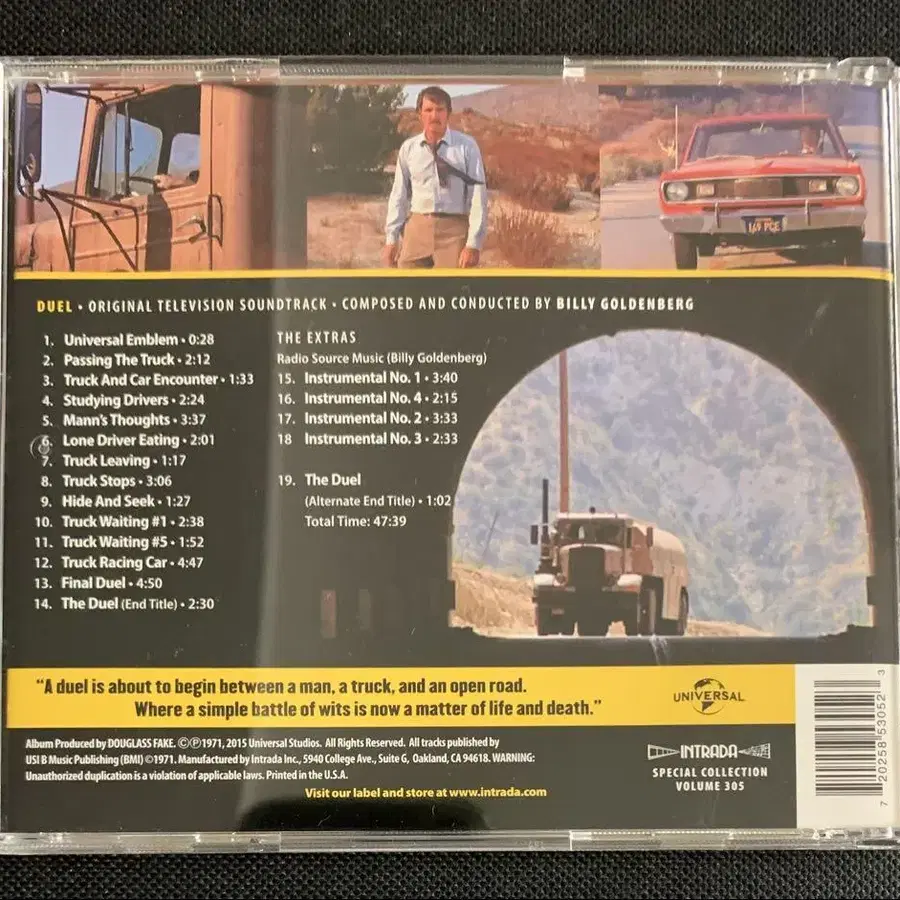 149 PCE
DUEL • ORIGINAL TELEVISION SOUNDTRACK • COMPOSED AND CONDUCTED BY BILLY GOLDENBERG
1. Universal Emblem • 0:28
2. Passing The Truck • 2:12
3. Truck And Car Encounter • 1:33
4. Studying Drivers • 2:24
5. Mann's Thoughts • 3:37
6. Lone Driver Eating • 2:01
7. Truck Leaving • 1:17
8. Truck Stops • 3:06
9. Hide And Seek • 1:27
10. Truck Waiting #1 • 2:38
11. Truck Waiting #5 • 1:52
12. Truck Racing Car • 4:47
13. Final Duel • 4:50
14. The Duel (End Title) • 2:30
THE EXTRAS
Radio Source Music (Billy Goldenberg)
15. Instrumental No. 1 • 3:40
16. Instrumental No. 4 • 2:15
17. Instrumental No. 2 • 3:33
18 Instrumental No. 3 • 2:33
19. The Duel
(Alternate End Title) • 1:02
Total Time: 47:39
"A duel is about to begin between a man, a truck, and an open road.
Where a simple battle of wits is now a matter of life and death."
UNIVERSAL
Album Produced by DOUGLASS FAKE. ©℗1971, 2015 Universal Studios. All Rights Reserved. All tracks published by
USI B Music Publishing (BMI) ©1971. Manufactured by Intrada Inc., 5940 College Ave., Suite G, Oakland, CA 94618. WARNING:
Unauthorized duplication is a violation of applicable laws. Printed in the U.S.A.
Visit our label and store at www.intrada.com
INTRADA
SPECIAL COLLECTION
VOLUME 305
7 20258 53052 3